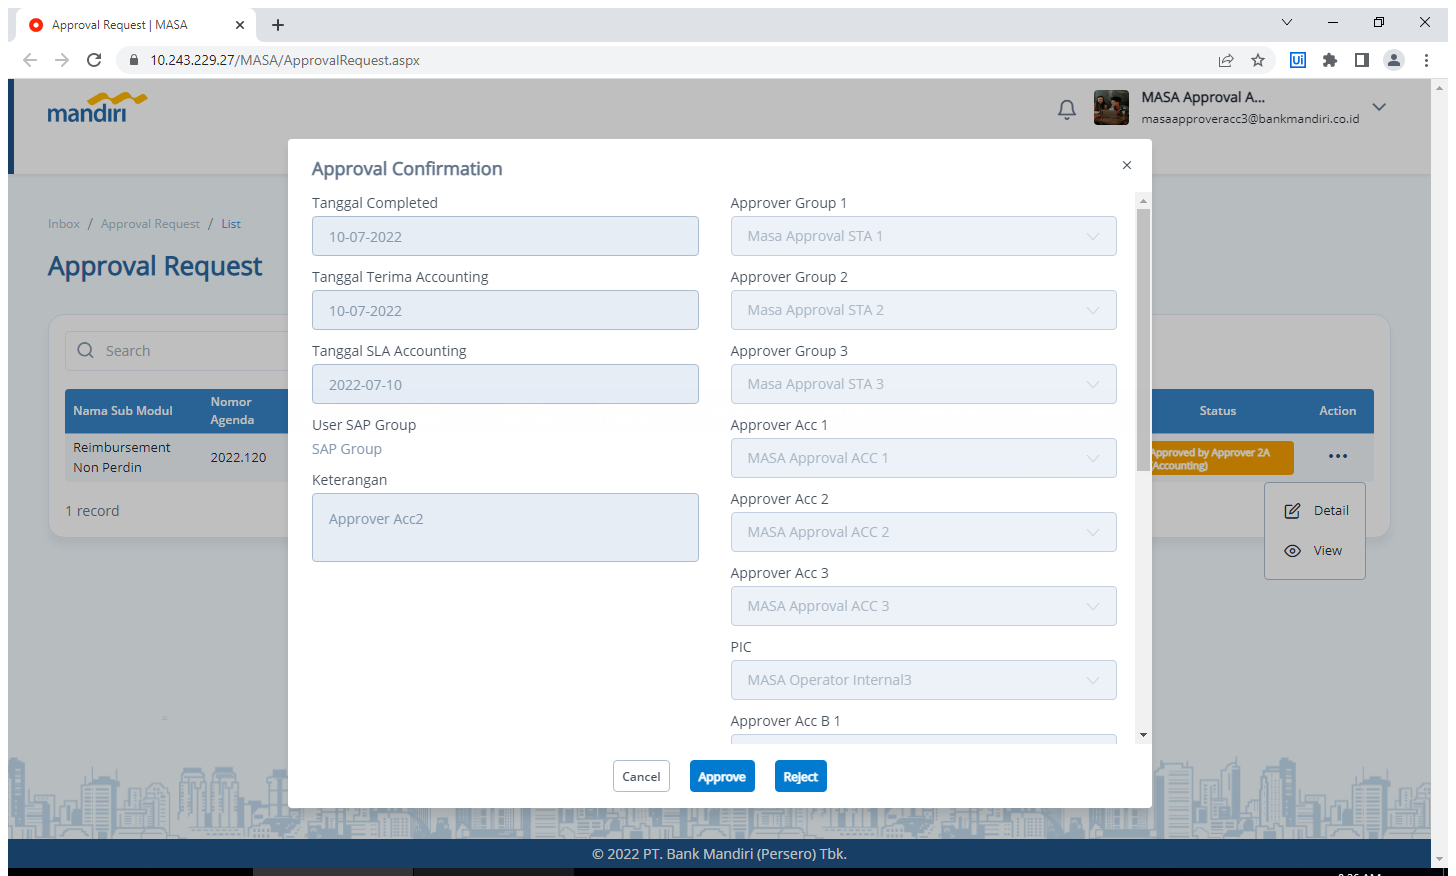 Approval Request | MASA
10.243.229.27/MASA/ApprovalRequest.aspx
mandiri
MASA Approval A...
masaapproveracc3@bankmandiri.co.id
Inbox / Approval Request / List
Approval Request
Search
Nama Sub Modul
Nomor
Agenda
Status
Action
Reimbursement
Non Perdin
2022.120
Approved by Approver 2A
(Accounting)
1 record
Detail
View
Approval Confirmation
Tanggal Completed
10-07-2022
Tanggal Terima Accounting
10-07-2022
Tanggal SLA Accounting
2022-07-10
User SAP Group
SAP Group
Keterangan
Approver Acc2
Approver Group 1
Masa Approval STA 1
Approver Group 2
Masa Approval STA 2
Approver Group 3
Masa Approval STA 3
Approver Acc 1
MASA Approval ACC 1
Approver Acc 2
MASA Approval ACC 2
Approver Acc 3
MASA Approval ACC 3
PIC
MASA Operator Internal3
Approver Acc B 1
Cancel
Approve
Reject
© 2022 PT. Bank Mandiri (Persero) Tbk.